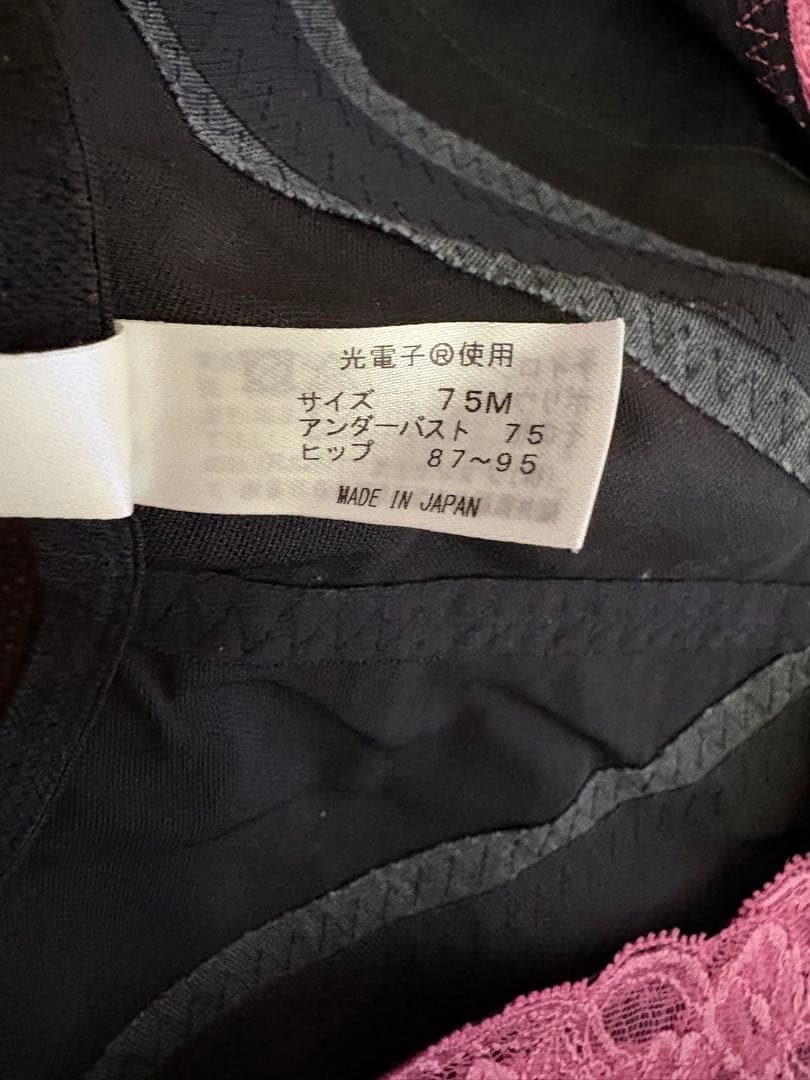 光電子®使用
サイズ 75M
アンダーバスト 75
ヒップ 87～95
MADE IN JAPAN